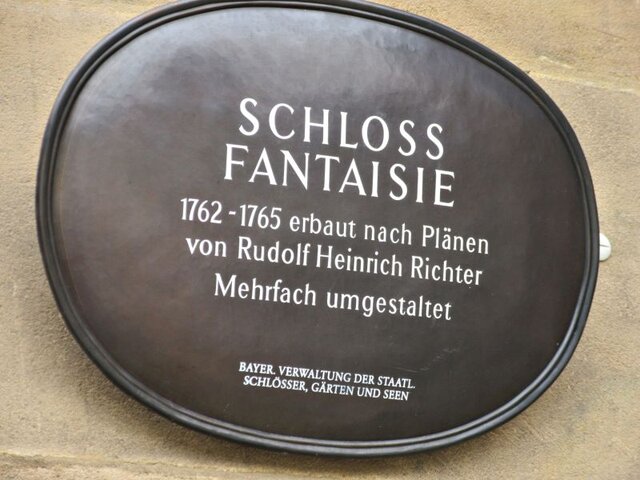 SCHLOSS
FANTAISIE
1762 - 1765 erbaut nach Plänen
von Rudolf Heinrich Richter
Mehrfach umgestaltet
BAYER. VERWALTUNG DER STAATL.
SCHLÖSSER, GÄRTEN UND SEEN